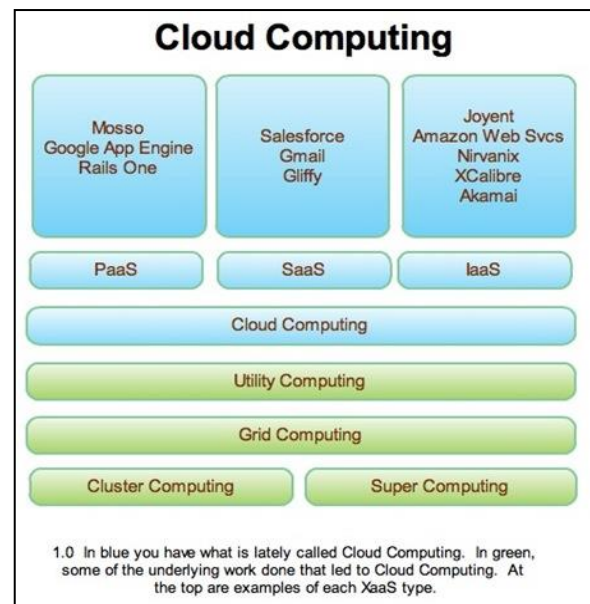 Cloud Computing
Mosso
Google App Engine
Rails One
Salesforce
Gmail
Gliffy
Joyent
Amazon Web Svcs
Nirvanix
XCalibre
Akamai
PaaS
SaaS
IaaS
Cloud Computing
Utility Computing
Grid Computing
Cluster Computing
Super Computing
1.0 In blue you have what is lately called Cloud Computing. In green,
some of the underlying work done that led to Cloud Computing. At
the top are examples of each XaaS type.